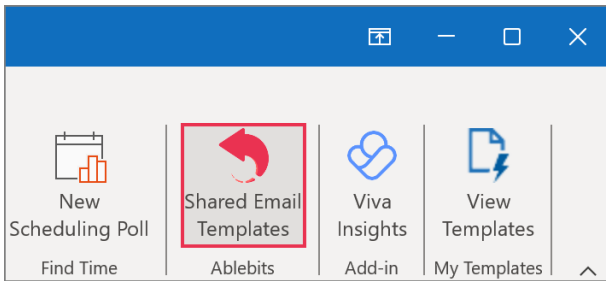 New
Scheduling Poll
Find Time
Shared Email
Templates
Ablebits
Viva
Insights
Add-in
View
Templates
My Templates